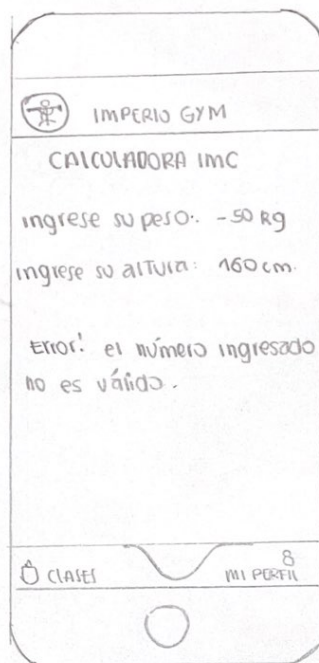 IMPERIO GYM
CALCULADORA IMC
Ingrese su peso: -50 Kg
Ingrese su altura: 160 cm.
Error! el número ingresado
no es válido.
CLASES MI PERFIL